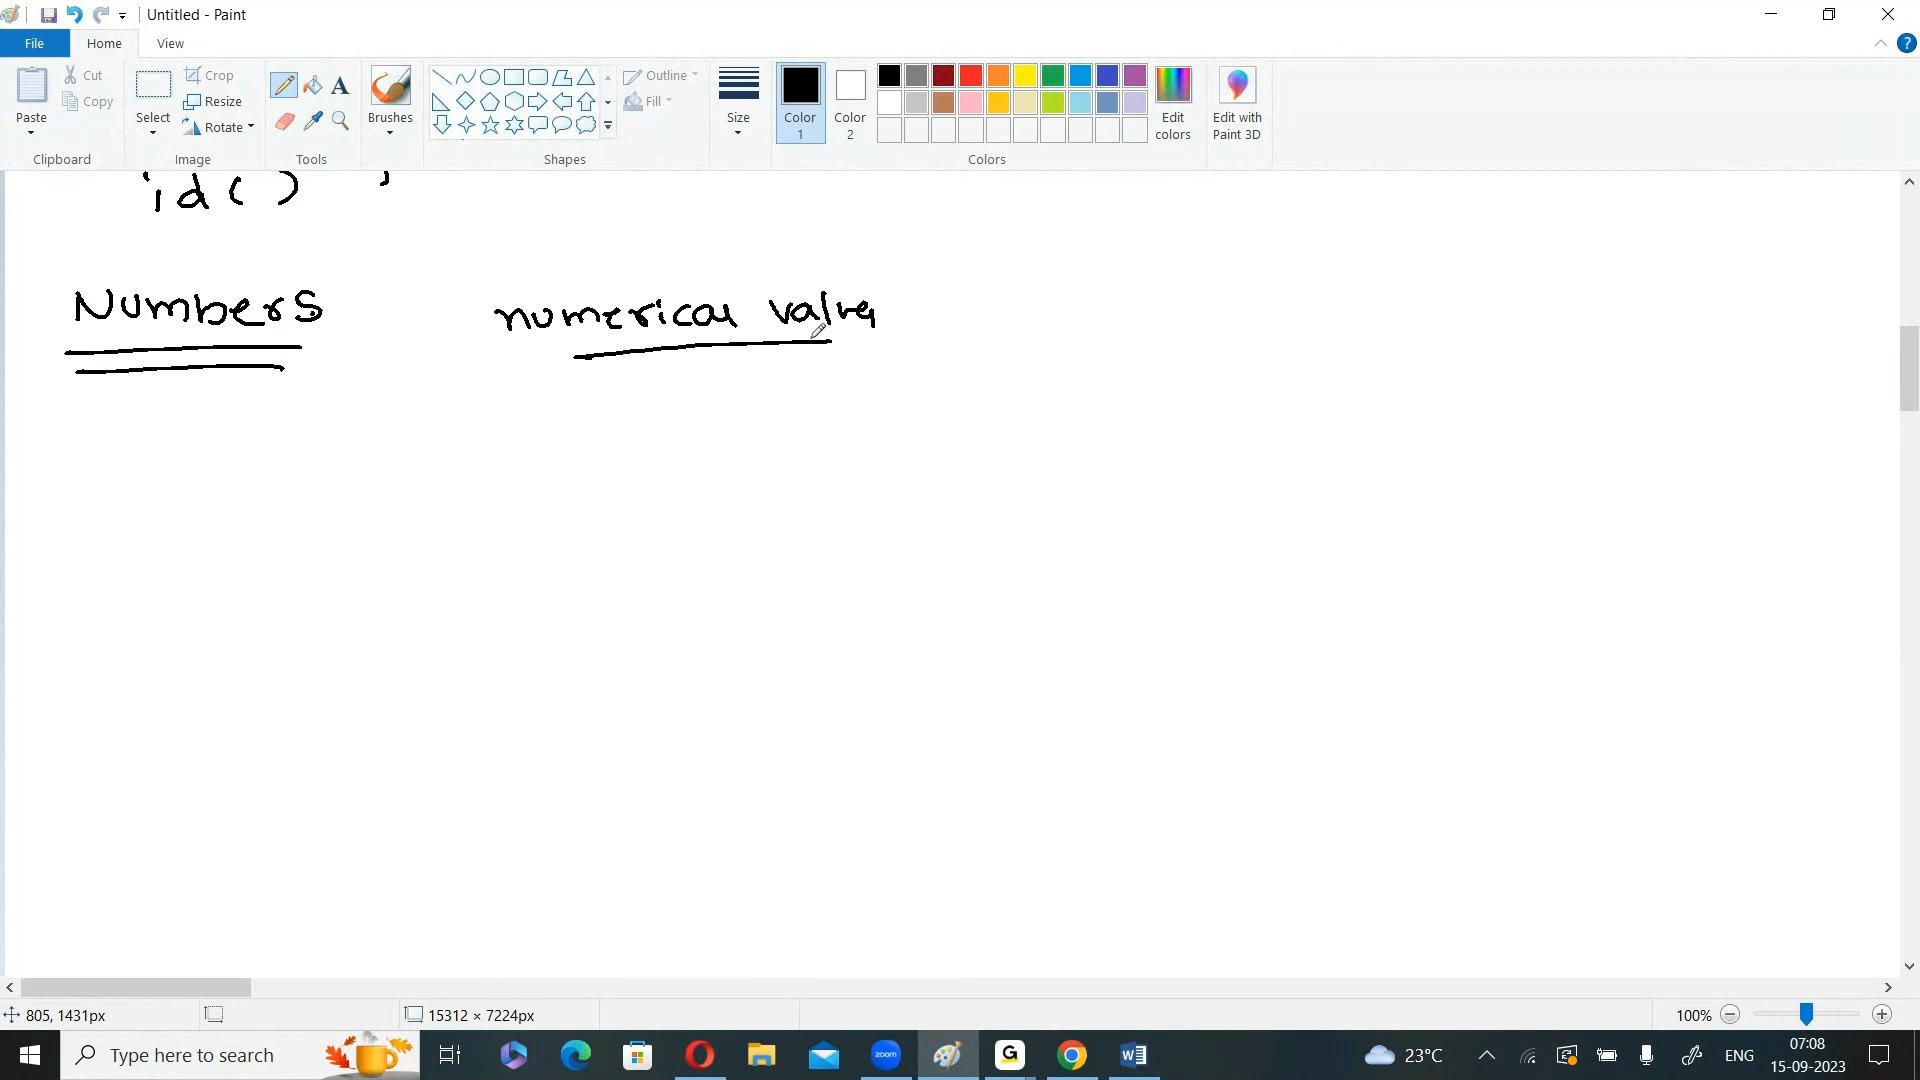 Untitled - Paint
File Home View
Paste
Cut
Copy
Clipboard
Select
Crop
Resize
Rotate
Image
Tools
Brushes
Shapes
Outline
Fill
Size
Color 1
Color 2
Colors
Edit colors
Edit with Paint 3D
id( )
Numbers numerical value
805, 1431px
15312 × 7224px
100%
Type here to search
zoom
23°C
ENG
07:08
15-09-2023